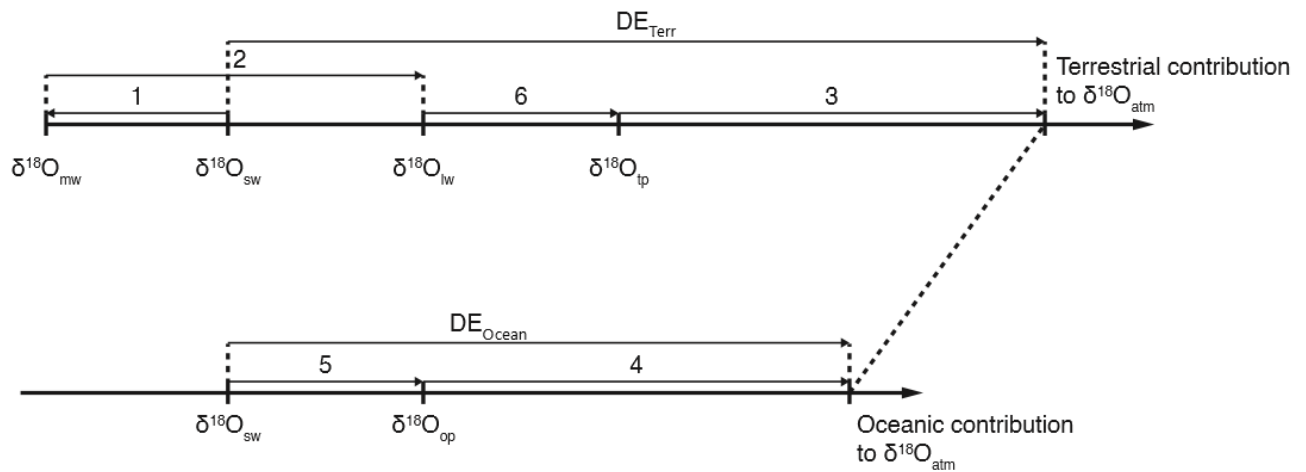 DE_Terr
2
1
6
3
Terrestrial contribution
to δ¹⁸O_atm
δ¹⁸O_mw
δ¹⁸O_sw
δ¹⁸O_lw
δ¹⁸O_tp
DE_Ocean
5
4
δ¹⁸O_sw
δ¹⁸O_op
Oceanic contribution
to δ¹⁸O_atm